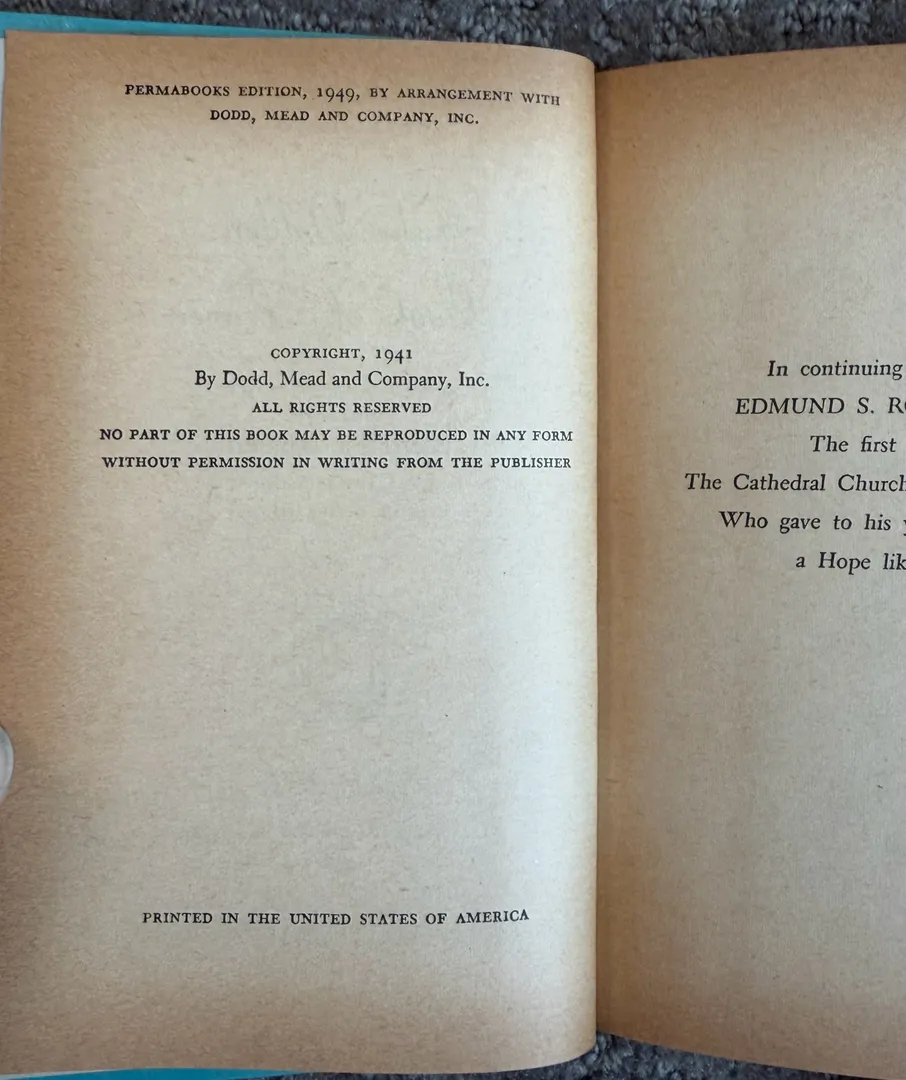 PERMABOOKS EDITION, 1949, BY ARRANGEMENT WITH
DODD, MEAD AND COMPANY, INC.
COPYRIGHT, 1941
By Dodd, Mead and Company, Inc.
ALL RIGHTS RESERVED
NO PART OF THIS BOOK MAY BE REPRODUCED IN ANY FORM
WITHOUT PERMISSION IN WRITING FROM THE PUBLISHER
PRINTED IN THE UNITED STATES OF AMERICA
In continuing
EDMUND S.
The first
The Cathedral Church
Who gave to his
a Hope